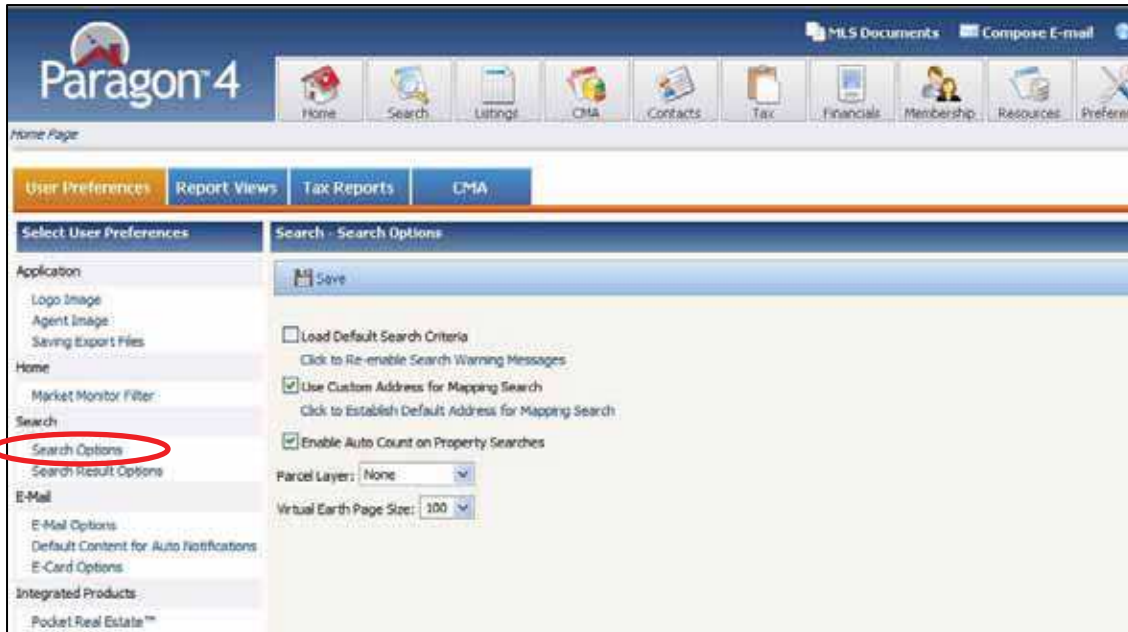 MLS Documents Compose E-mail
Paragon™ 4
Home Search Listings CMA Contacts Tax Financials Membership Resources Prefere
Home Page
User Preferences Report Views Tax Reports CMA
Select User Preferences
Search - Search Options
Application
Save
Logo Image
Agent Image
Saving Export Files
Home
Market Monitor Filter
Search
Search Options
Search Result Options
E-Mail
E-Mail Options
Default Content for Auto Notifications
E-Card Options
Integrated Products
Pocket Real Estate™
Load Default Search Criteria
Click to Re-enable Search Warning Messages
Use Custom Address for Mapping Search
Click to Establish Default Address for Mapping Search
Enable Auto Count on Property Searches
Parcel Layer: None
Virtual Earth Page Size: 100